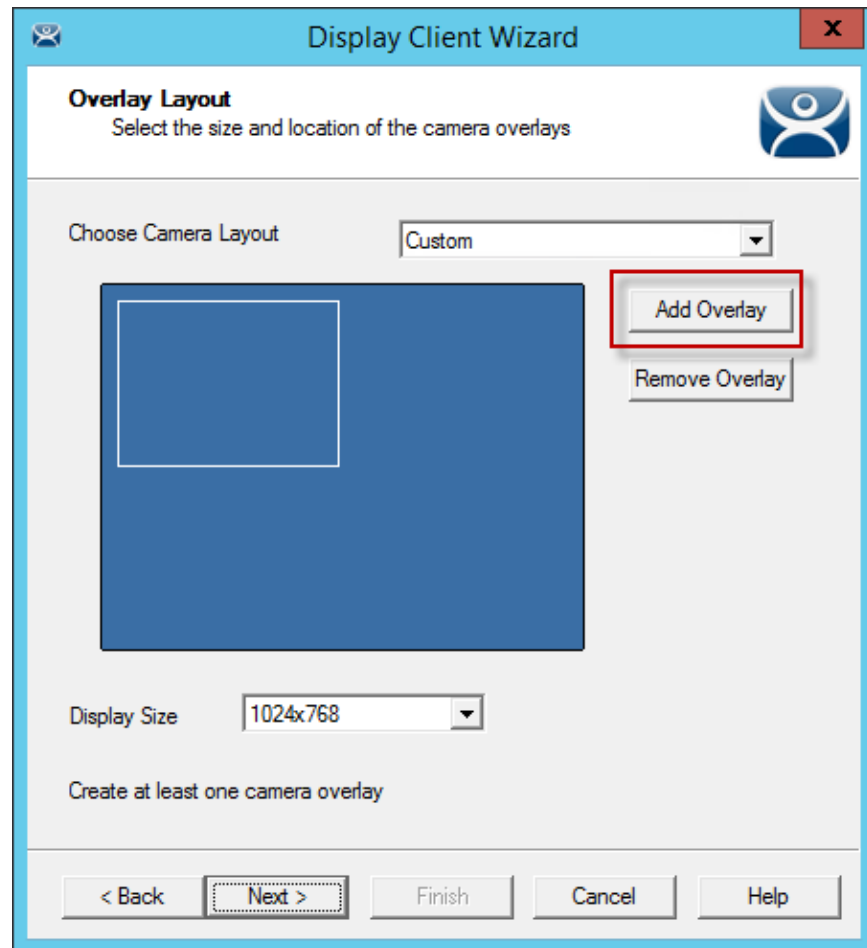 Display Client Wizard
x
Overlay Layout
Select the size and location of the camera overlays
Choose Camera Layout
Custom
Add Overlay
Remove Overlay
Display Size
1024x768
Create at least one camera overlay
< Back Next > Finish Cancel Help